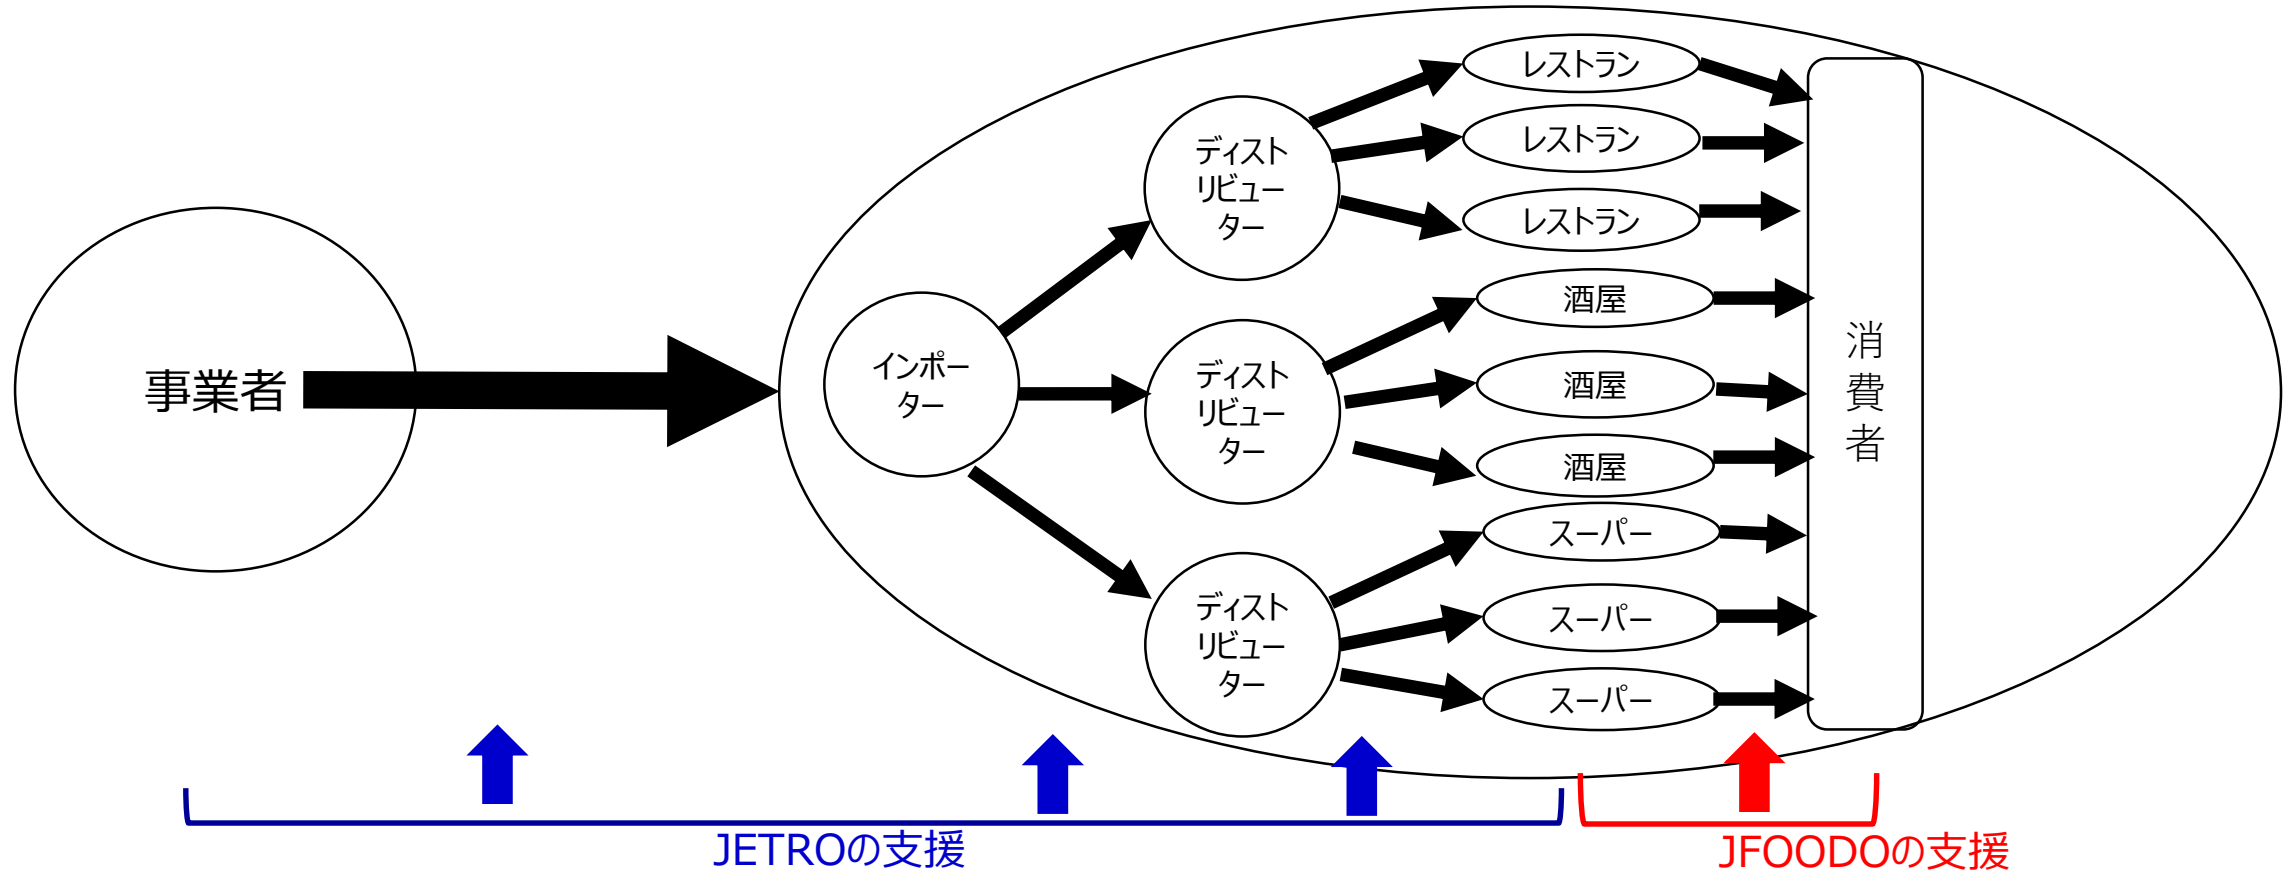 事業者
インポー
ター
ディスト
リビュー
ター
ディスト
リビュー
ター
ディスト
リビュー
ター
レストラン
レストラン
レストラン
酒屋
酒屋
酒屋
スーパー
スーパー
スーパー
消費者
JETROの支援
JFOODOの支援